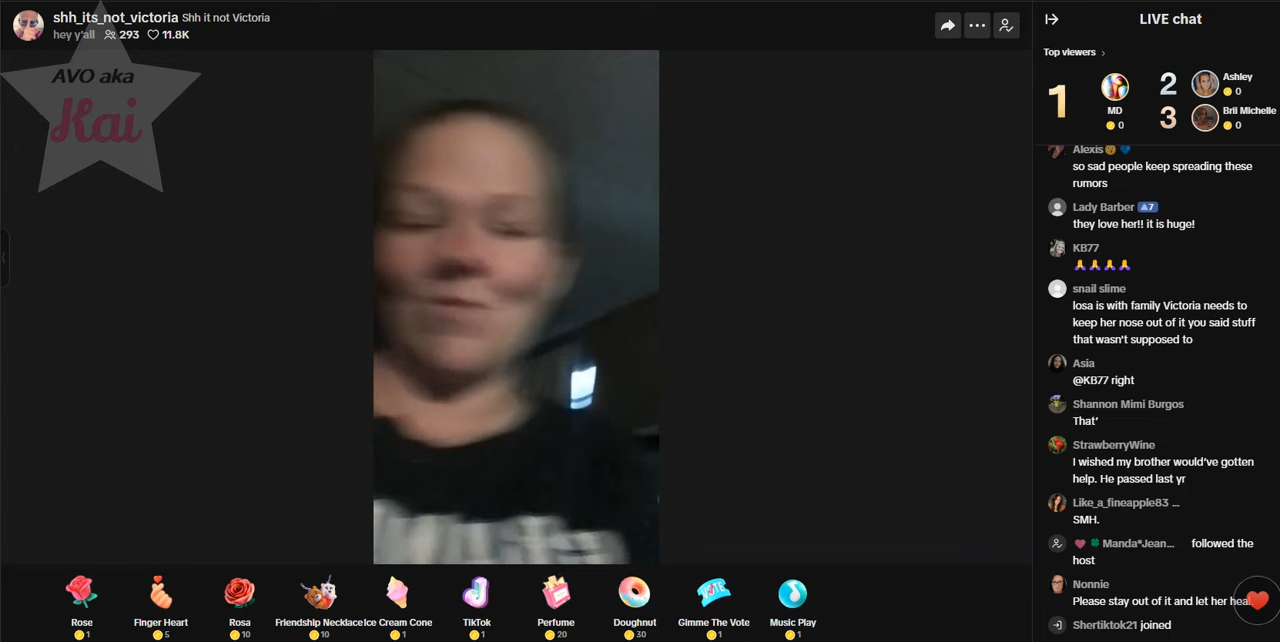 shh_its_not_victoria Shh it not Victoria
hey y'all 293 11.8K
AVO aka
Kai
LIVE chat
Top viewers >
1
MD
0
2
Ashley
0
3
Bril Michelle
0
Alexis
so sad people keep spreading these
rumors
Lady Barber 7
they love her!! it is huge!
KB77
snail slime
losa is with family Victoria needs to
keep her nose out of it you said stuff
that wasn't supposed to
Asia
@KB77 right
Shannon Mimi Burgos
That'
StrawberryWine
I wished my brother would've gotten
help. He passed last yr
Like_a_fineapple83 ...
SMH.
Manda*Jean... followed the
host
Nonnie
Please stay out of it and let her hea
Shertiktok21 joined
Rose
1
Finger Heart
5
Rosa
10
Friendship Necklace
10
Ice Cream Cone
1
TikTok
1
Perfume
20
Doughnut
30
VOTE
Gimme The Vote
1
Music Play
1